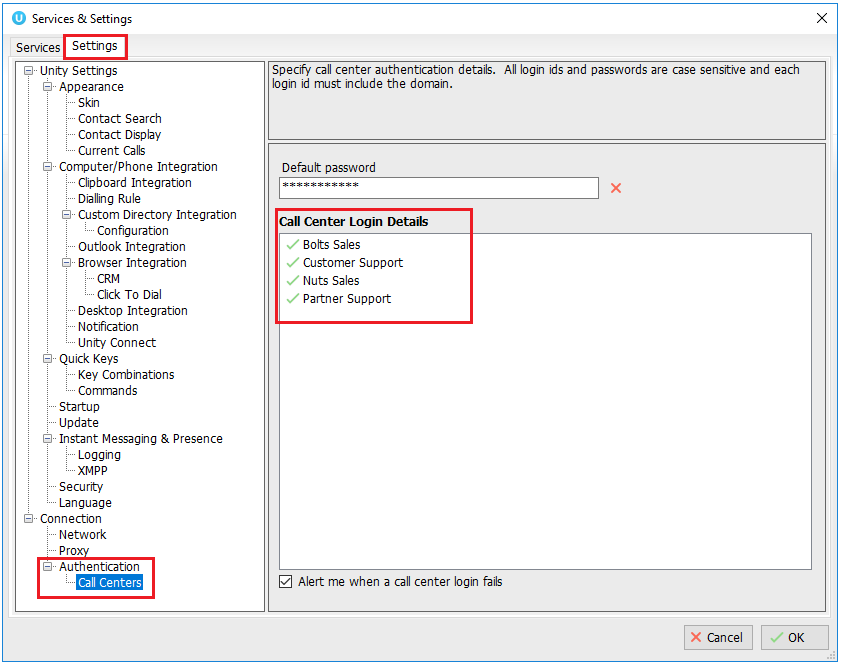 U Services & Settings
Services Settings
Unity Settings
Appearance
Skin
Contact Search
Contact Display
Current Calls
Computer/Phone Integration
Clipboard Integration
Dialling Rule
Custom Directory Integration
Configuration
Outlook Integration
Browser Integration
CRM
Click To Dial
Desktop Integration
Notification
Unity Connect
Quick Keys
Key Combinations
Commands
Startup
Update
Instant Messaging & Presence
Logging
XMPP
Security
Language
Connection
Network
Proxy
Authentication
Call Centers
Specify call center authentication details.  All login ids and passwords are case sensitive and each
login id must include the domain.
Default password
***********
Call Center Login Details
Bolts Sales
Customer Support
Nuts Sales
Partner Support
Alert me when a call center login fails
Cancel
OK